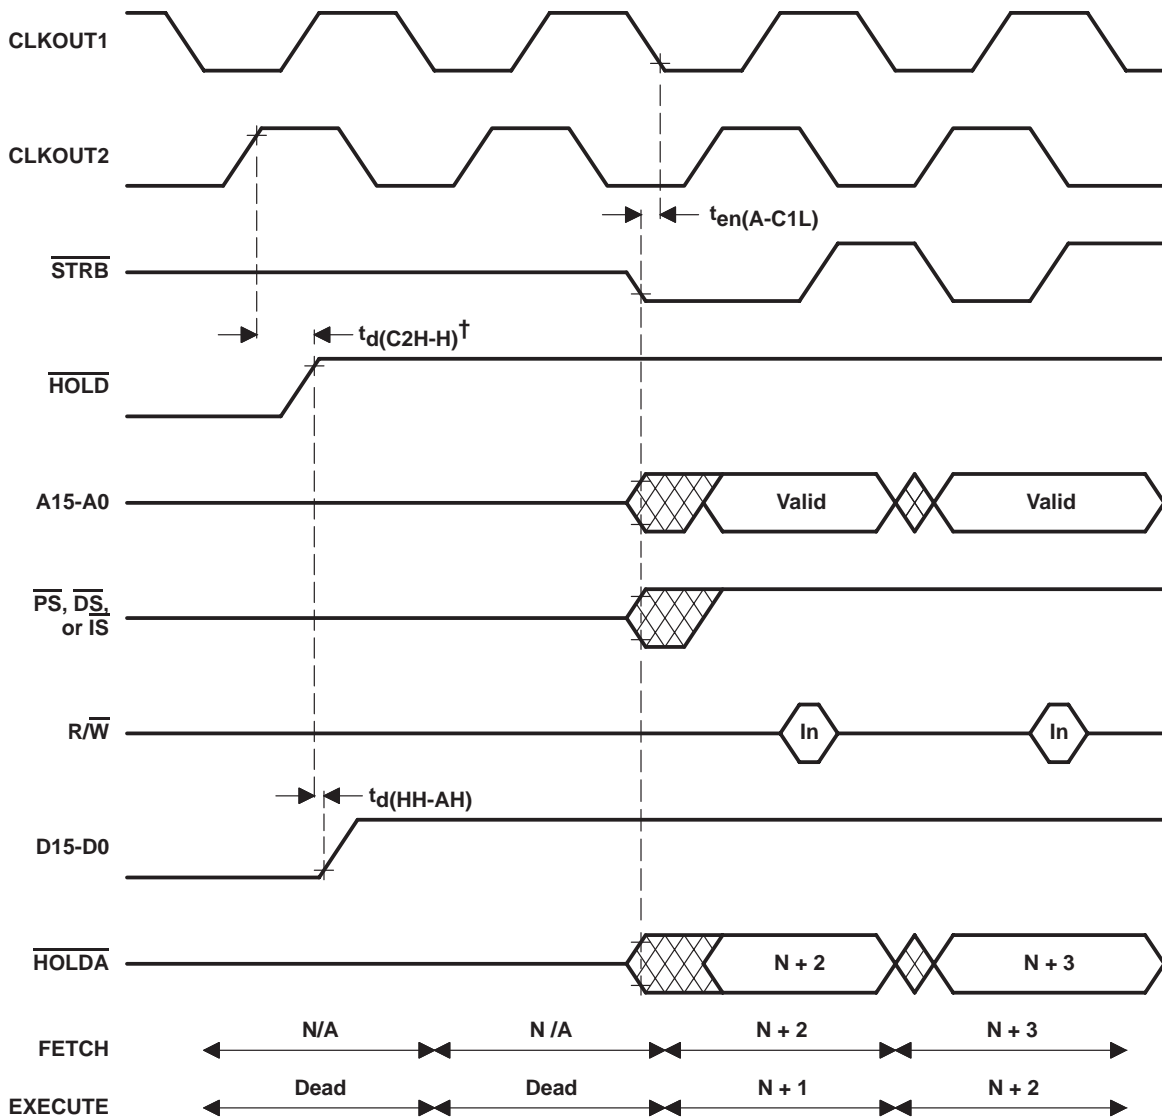 CLKOUT1
CLKOUT2
ten(A-C1L)
STRB
td(C2H-H)†
HOLD
A15-A0
Valid
Valid
PS, DS,
or IS
R/W
In
In
td(HH-AH)
D15-D0
HOLDA
N + 2
N + 3
FETCH
N/A
N /A
N + 2
N + 3
EXECUTE
Dead
Dead
N + 1
N + 2